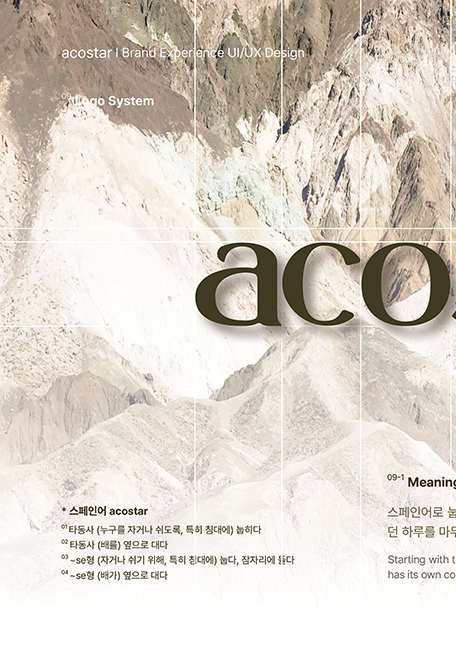 acostar | Brand Experience UI/UX Design
09 Logo System
acos
09-1 Meaning
* 스페인어 acostar
스페인어로 눕
01 타동사 (누구를 자거나 쉬도록, 특히 침대에) 눕히다
던 하루를 마무
02 타동사 (배를) 옆으로 대다
03 ~se형 (자거나 쉬기 위해, 특히 침대에) 눕다, 잠자리에 들다
Starting with t
04 ~se형 (배가) 옆으로 대다
has its own co